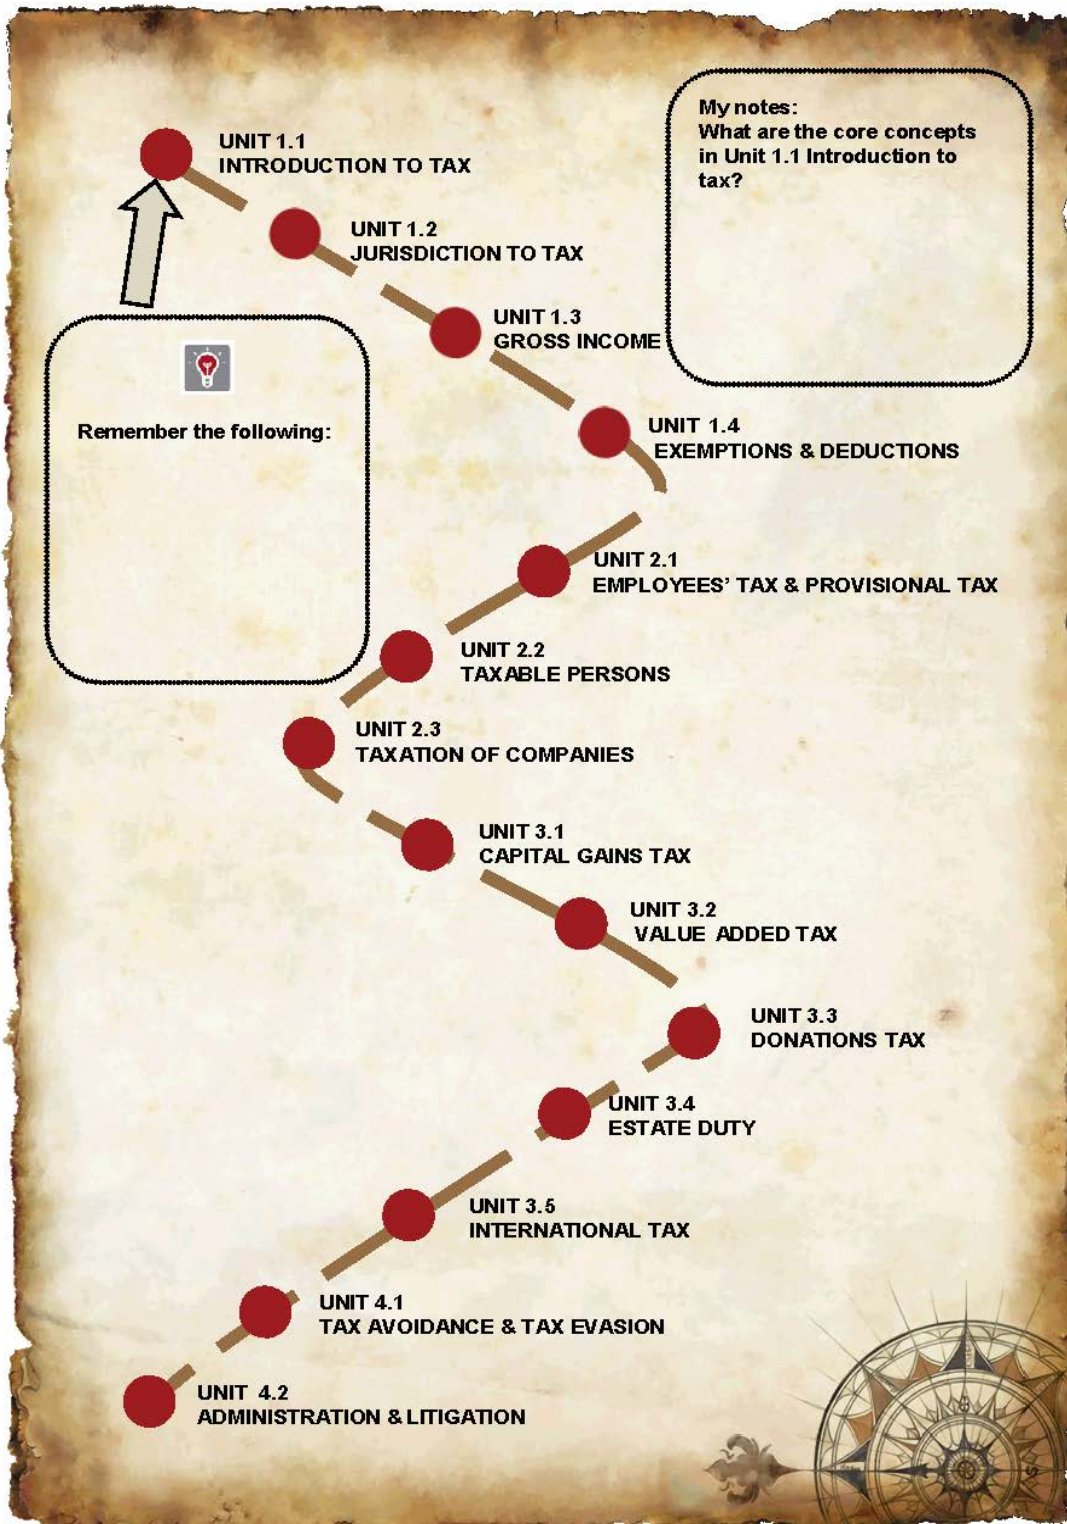 My notes:
What are the core concepts
in Unit 1.1 Introduction to
tax?
UNIT 1.1
INTRODUCTION TO TAX
UNIT 1.2
JURISDICTION TO TAX
UNIT 1.3
GROSS INCOME
Remember the following:
UNIT 1.4
EXEMPTIONS & DEDUCTIONS
UNIT 2.1
EMPLOYEES’ TAX & PROVISIONAL TAX
UNIT 2.2
TAXABLE PERSONS
UNIT 2.3
TAXATION OF COMPANIES
UNIT 3.1
CAPITAL GAINS TAX
UNIT 3.2
VALUE ADDED TAX
UNIT 3.3
DONATIONS TAX
UNIT 3.4
ESTATE DUTY
UNIT 3.5
INTERNATIONAL TAX
UNIT 4.1
TAX AVOIDANCE & TAX EVASION
UNIT 4.2
ADMINISTRATION & LITIGATION